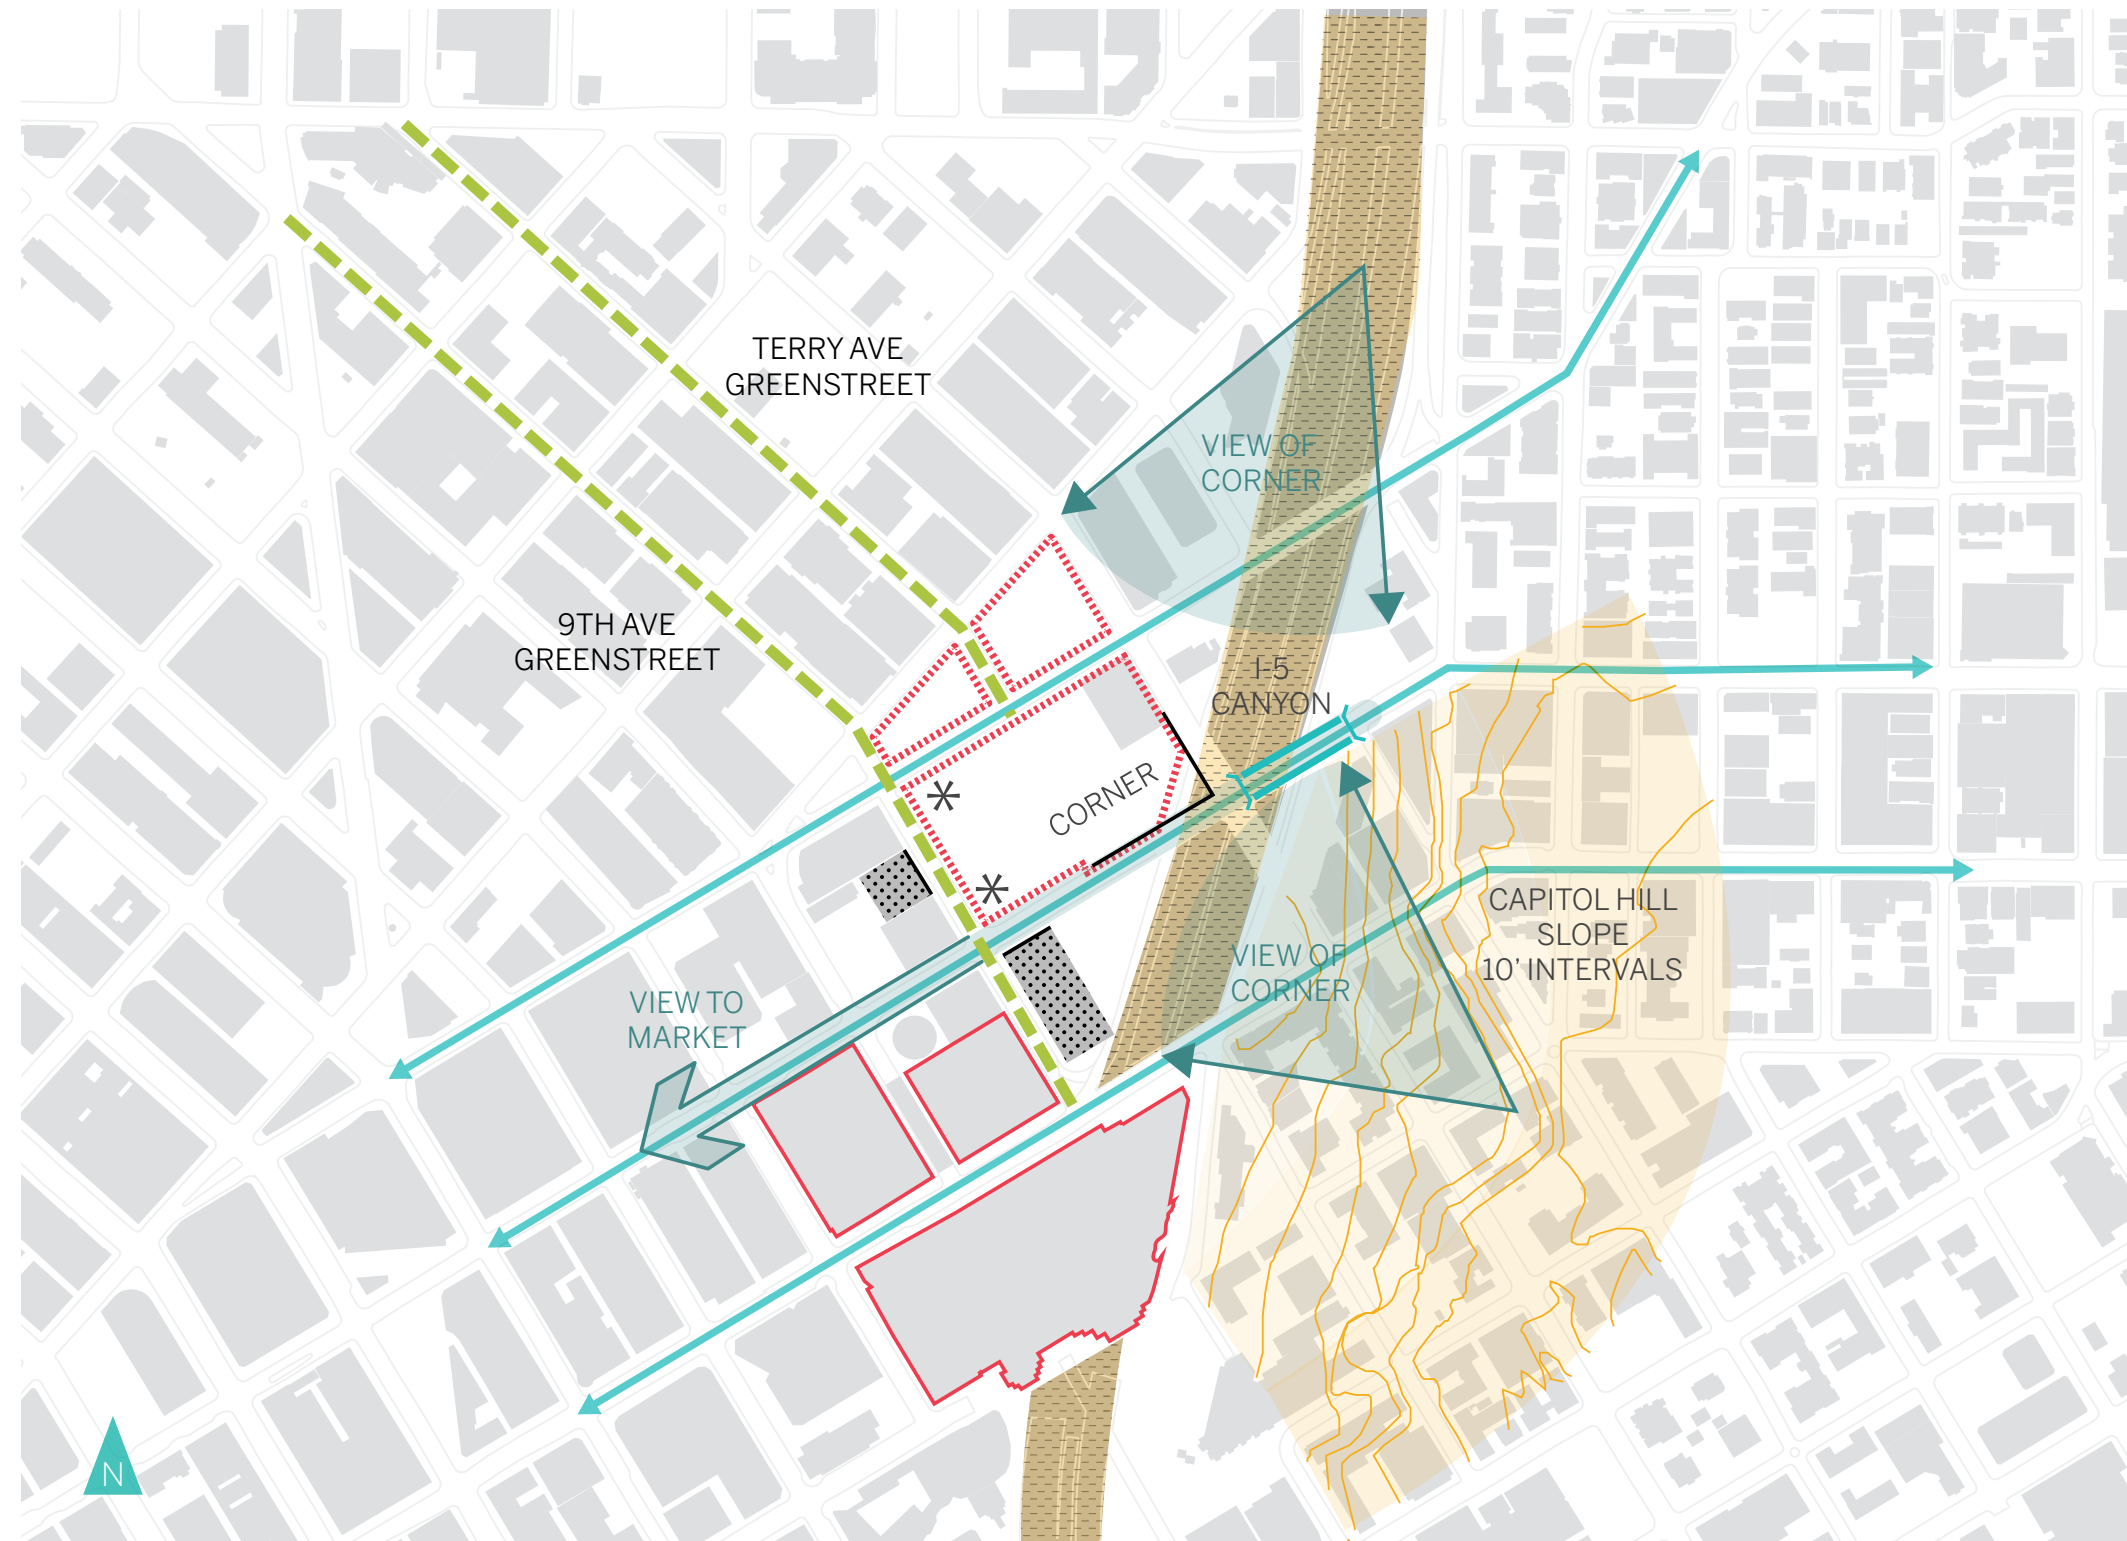 TERRY AVE
GREENSTREET
VIEW OF
CORNER
9TH AVE
GREENSTREET
I-5
CANYON
CORNER
*
*
CAPITOL HILL
SLOPE
10’ INTERVALS
VIEW OF
CORNER
VIEW TO
MARKET
N